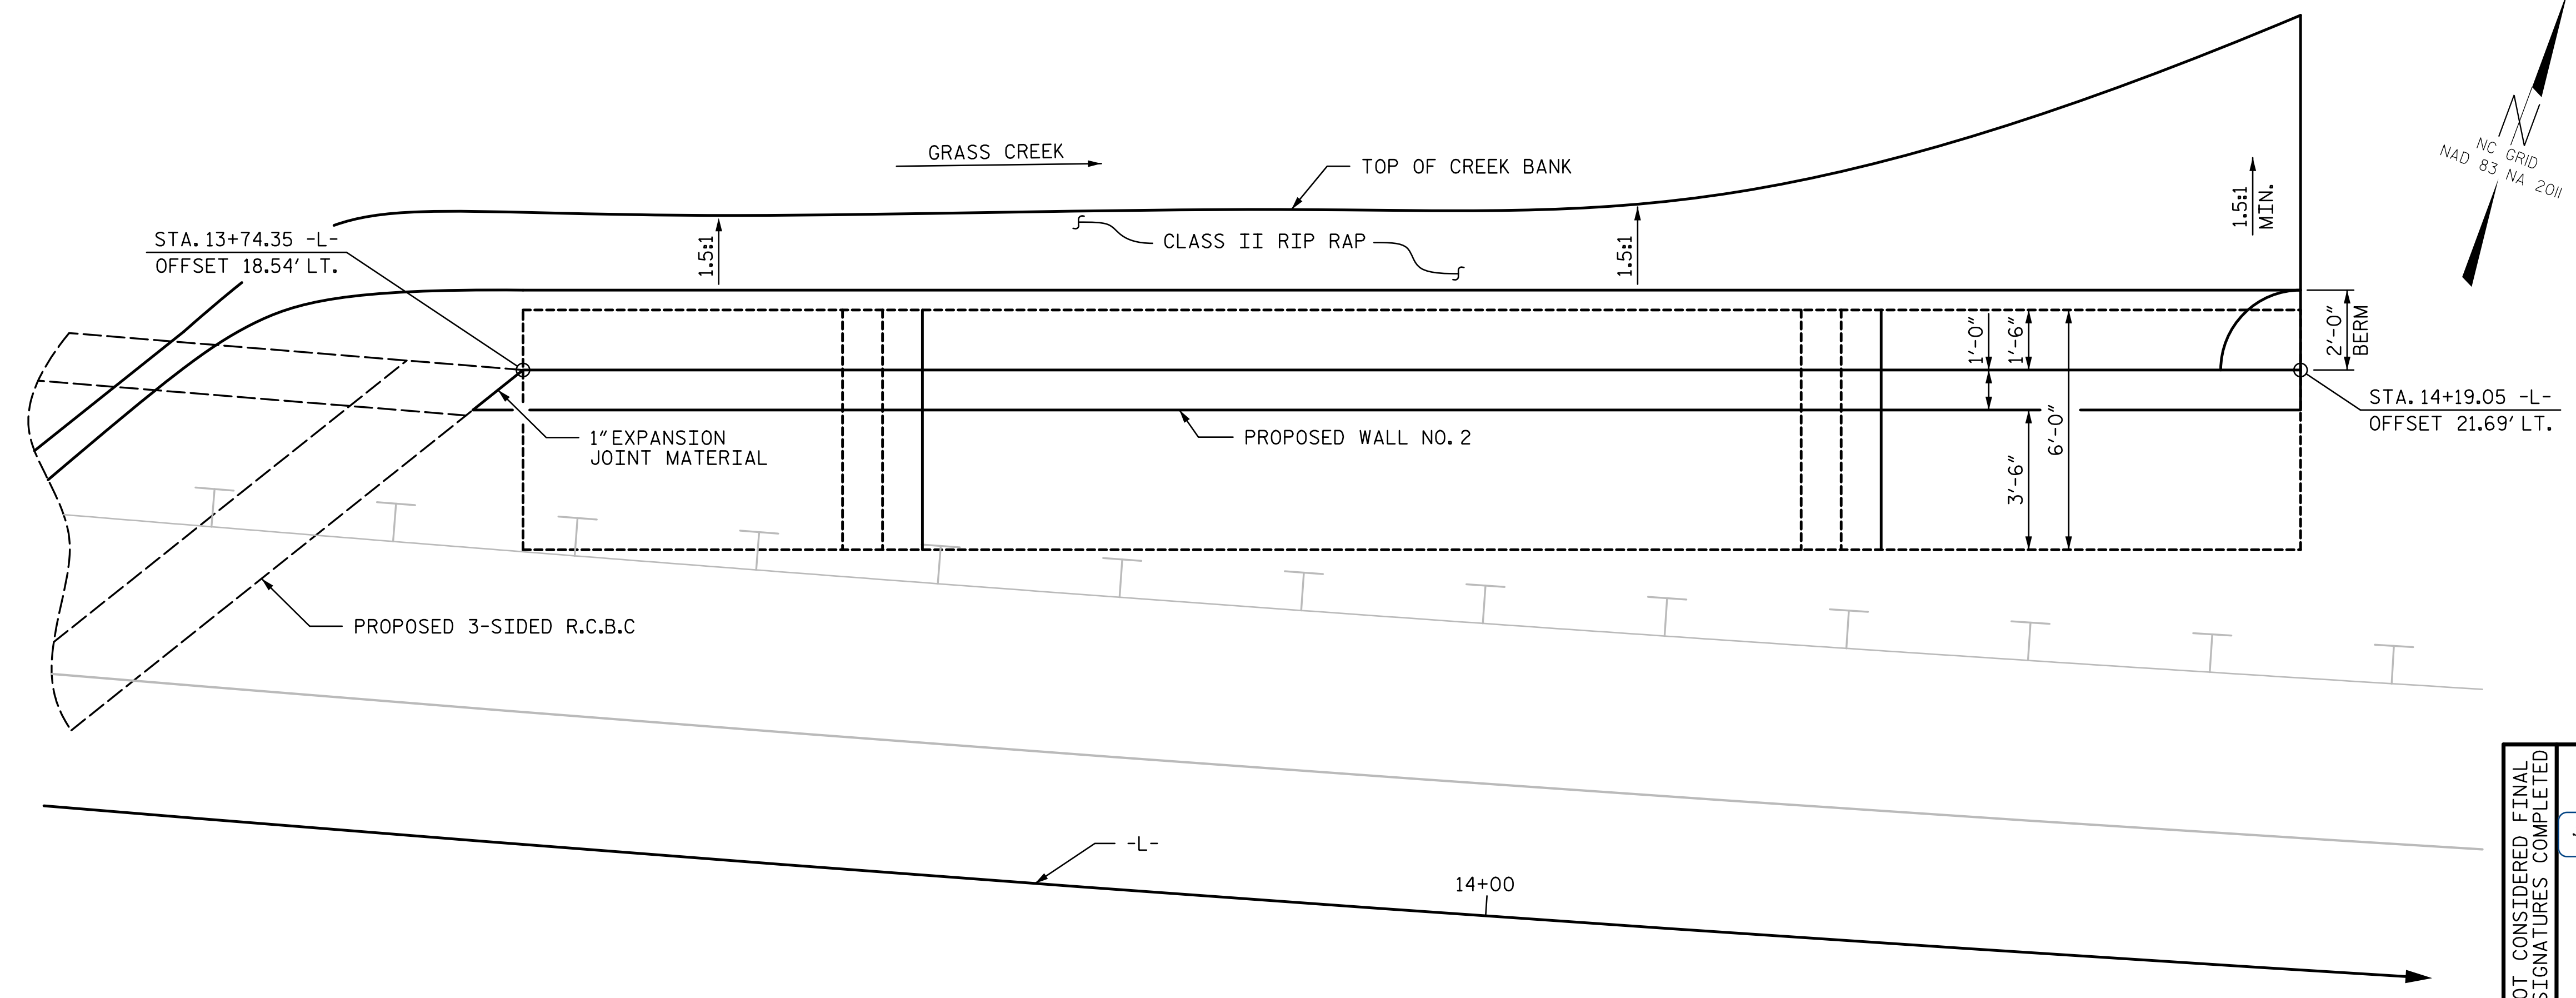 GRASS CREEK
TOP OF CREEK BANK
NC GRID
NAD 83 NA 2011
1.5:1
MIN.
STA. 13+74.35 -L-
OFFSET 18.54' LT.
1.5:1
CLASS II RIP RAP
1.5:1
1'-0"
1'-6"
2'-0"
BERM
STA. 14+19.05 -L-
OFFSET 21.69' LT.
1" EXPANSION
JOINT MATERIAL
PROPOSED WALL NO. 2
6'-0"
3'-6"
PROPOSED 3-SIDED R.C.B.C
-L-
14+00
OT CONSIDERED FINAL
SIGNATURES COMPLETED